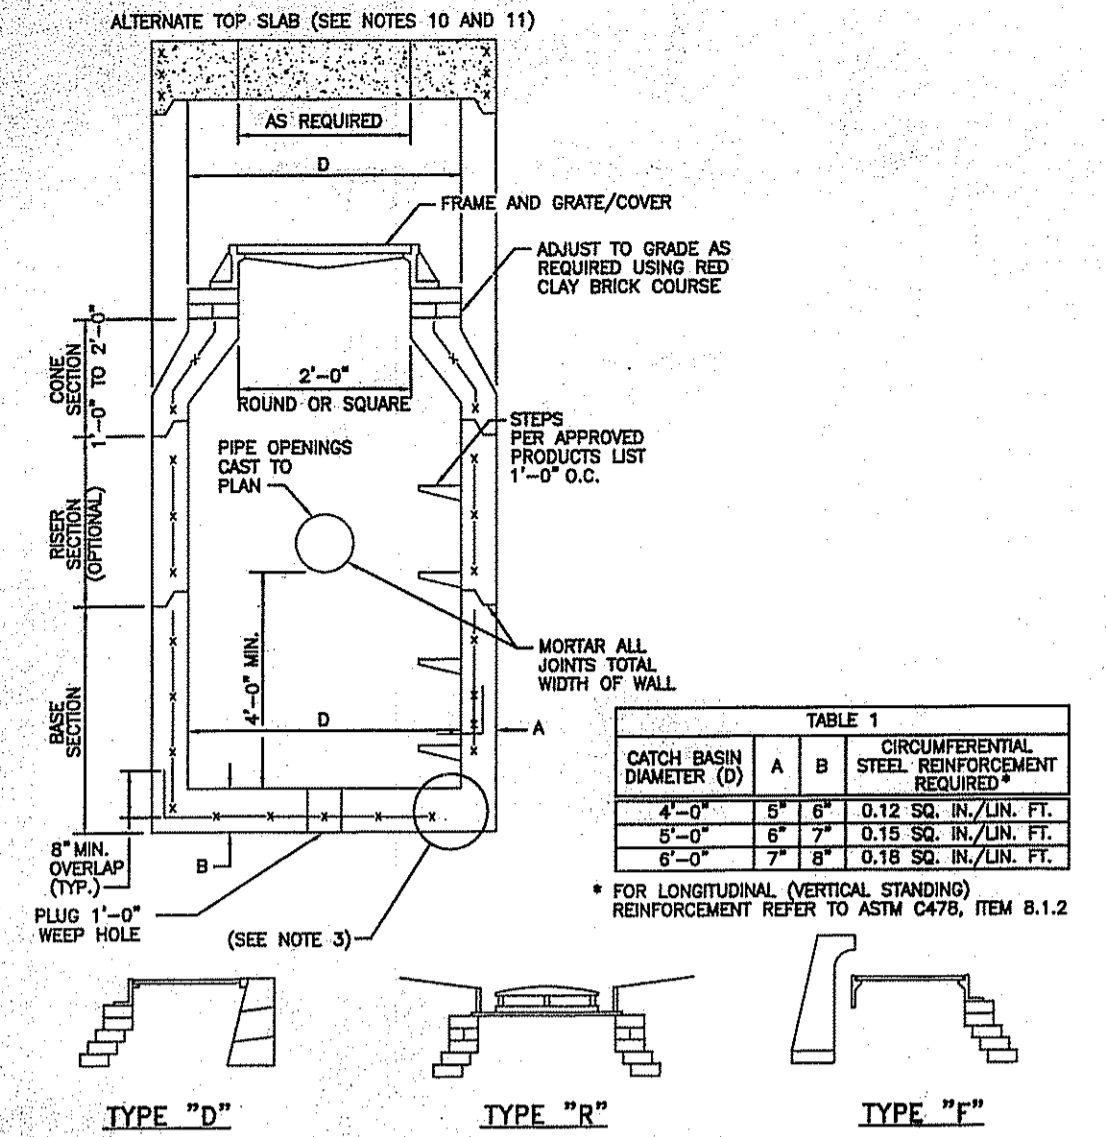 ALTERNATE TOP SLAB (SEE NOTES 10 AND 11)
AS REQUIRED
D
FRAME AND GRATE/COVER
ADJUST TO GRADE AS
REQUIRED USING RED
CLAY BRICK COURSE
CONE
SECTION
1'-0" TO 2'-0"
2'-0"
ROUND OR SQUARE
STEPS
PER APPROVED
PRODUCTS LIST
1'-0" O.C.
PIPE OPENINGS
CAST TO
PLAN
RISER
SECTION
(OPTIONAL)
4'-0" MIN.
MORTAR ALL
JOINTS TOTAL
WIDTH OF WALL
BASE
SECTION
D
A
8" MIN.
OVERLAP
(TYP.)
B
PLUG 1'-0"
WEEP HOLE
(SEE NOTE 3)
TABLE 1
CATCH BASIN
DIAMETER (D)
A
B
CIRCUMFERENTIAL
STEEL REINFORCEMENT
REQUIRED*
4'-0" 5" 6" 0.12 SQ. IN./LIN. FT.
5'-0" 6" 7" 0.15 SQ. IN./LIN. FT.
6'-0" 7" 8" 0.18 SQ. IN./LIN. FT.
* FOR LONGITUDINAL (VERTICAL STANDING)
REINFORCEMENT REFER TO ASTM C478, ITEM 8.1.2
TYPE "D"
TYPE "R"
TYPE "F"